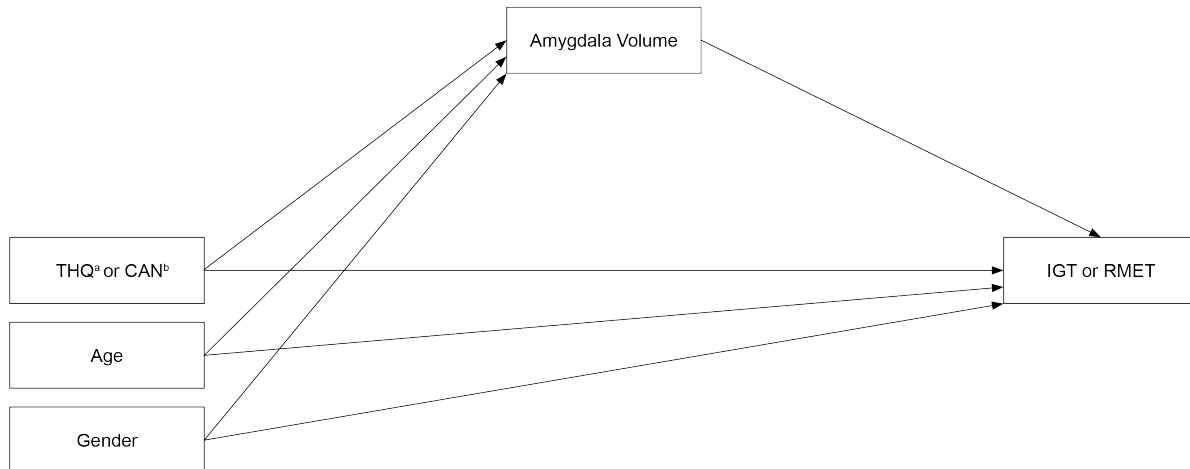 Amygdala Volume
THQᵃ or CANᵇ
IGT or RMET
Age
Gender